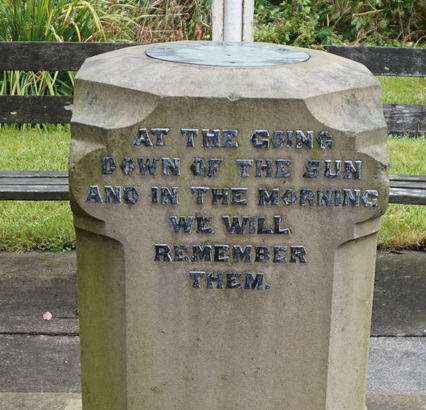 AT THE GOING
DOWN OF THE SUN
AND IN THE MORNING
WE WILL
REMEMBER
THEM.